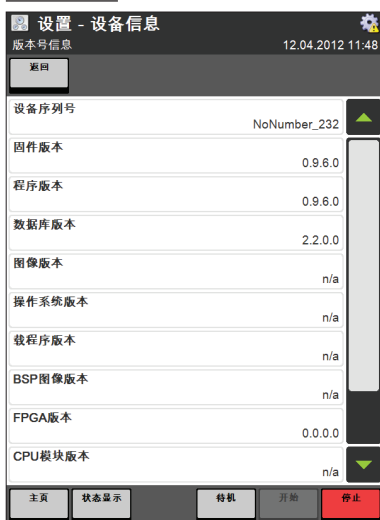 设置 - 设备信息
版本号信息 12.04.2012 11:48
返回
设备序列号
NoNumber_232
固件版本
0.9.6.0
程序版本
0.9.6.0
数据库版本
2.2.0.0
图像版本
n/a
操作系统版本
n/a
载程序版本
n/a
BSP图像版本
n/a
FPGA版本
0.0.0.0
CPU模块版本
n/a
主页 状态显示 待机 开始 停止